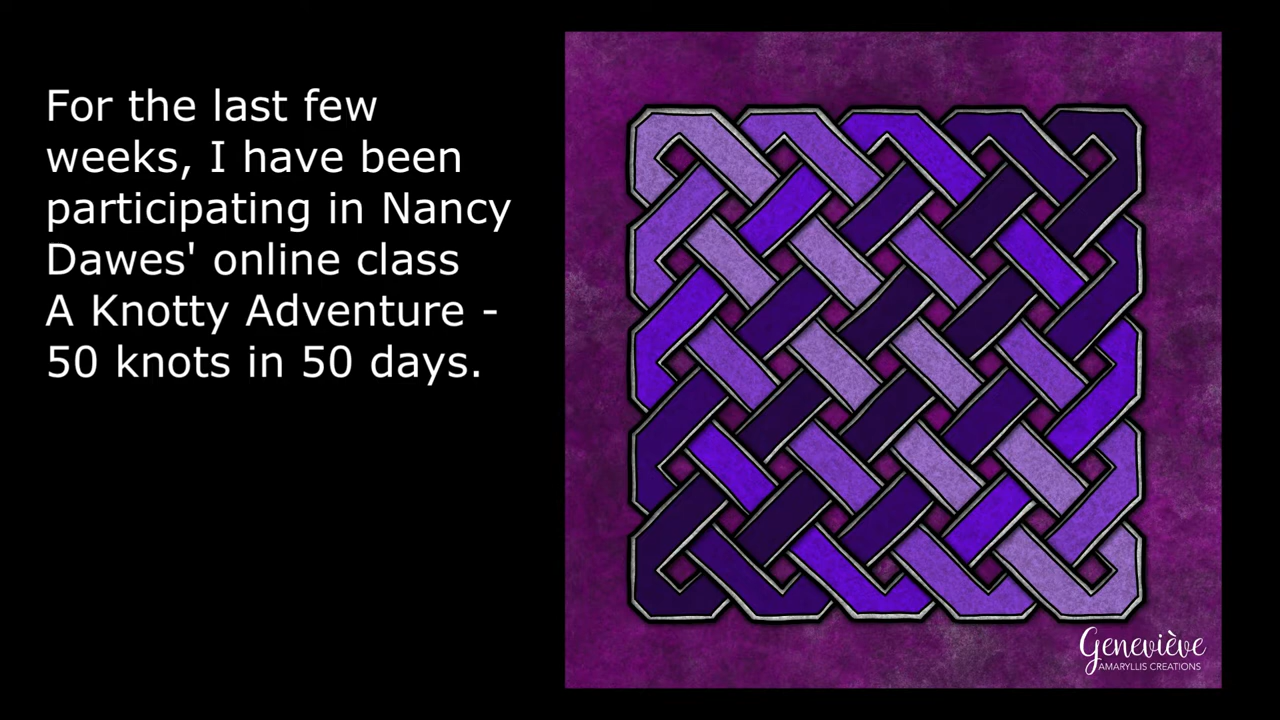 For the last few
weeks, I have been
participating in Nancy
Dawes' online class
A Knotty Adventure -
50 knots in 50 days.
Geneviève
AMARYLLIS CREATIONS